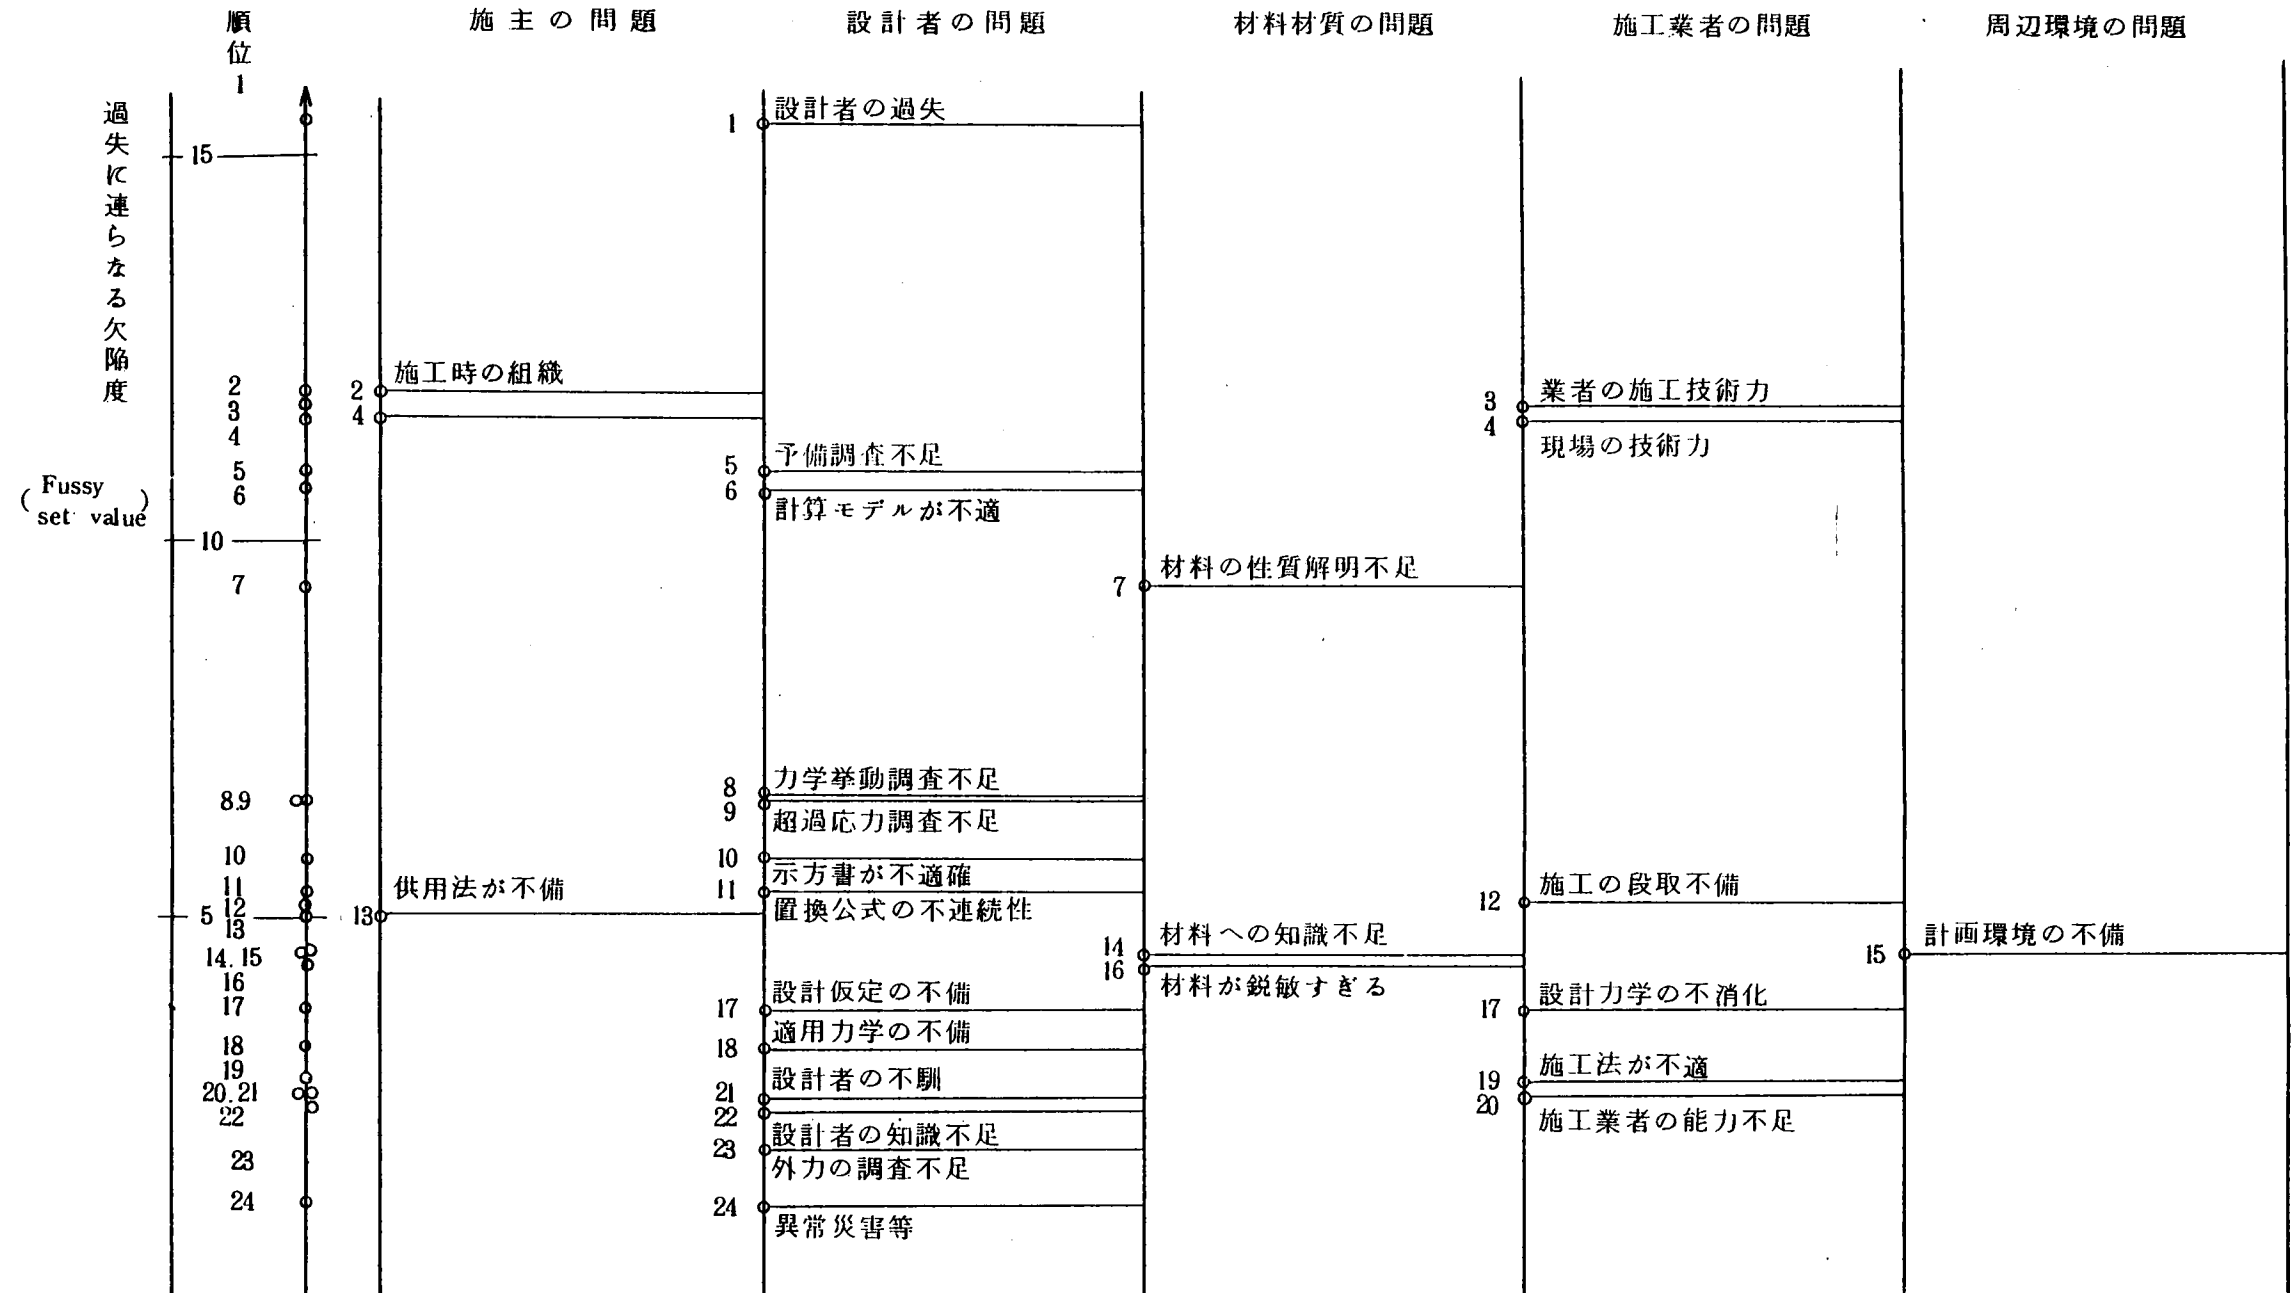 順位
施主の問題
設計者の問題
材料材質の問題
施工業者の問題
周辺環境の問題
過失に連らなる欠陥度
(Fussy
set value)
15
10
5
1
2
3
4
5
6
7
8.9
10
11
12
13
14.15
16
17
18
19
20.21
22
23
24
2 施工時の組織
4
13 供用法が不備
1 設計者の過失
5 予備調査不足
6 計算モデルが不適
8 力学挙動調査不足
9 超過応力調査不足
10 示方書が不適確
11 置換公式の不連続性
17 設計仮定の不備
18 適用力学の不備
21 設計者の不馴
22 設計者の知識不足
23 外力の調査不足
24 異常災害等
7 材料の性質解明不足
14 材料への知識不足
16 材料が鋭敏すぎる
3 業者の施工技術力
4 現場の技術力
12 施工の段取不備
17 設計力学の不消化
19 施工法が不適
20 施工業者の能力不足
15 計画環境の不備